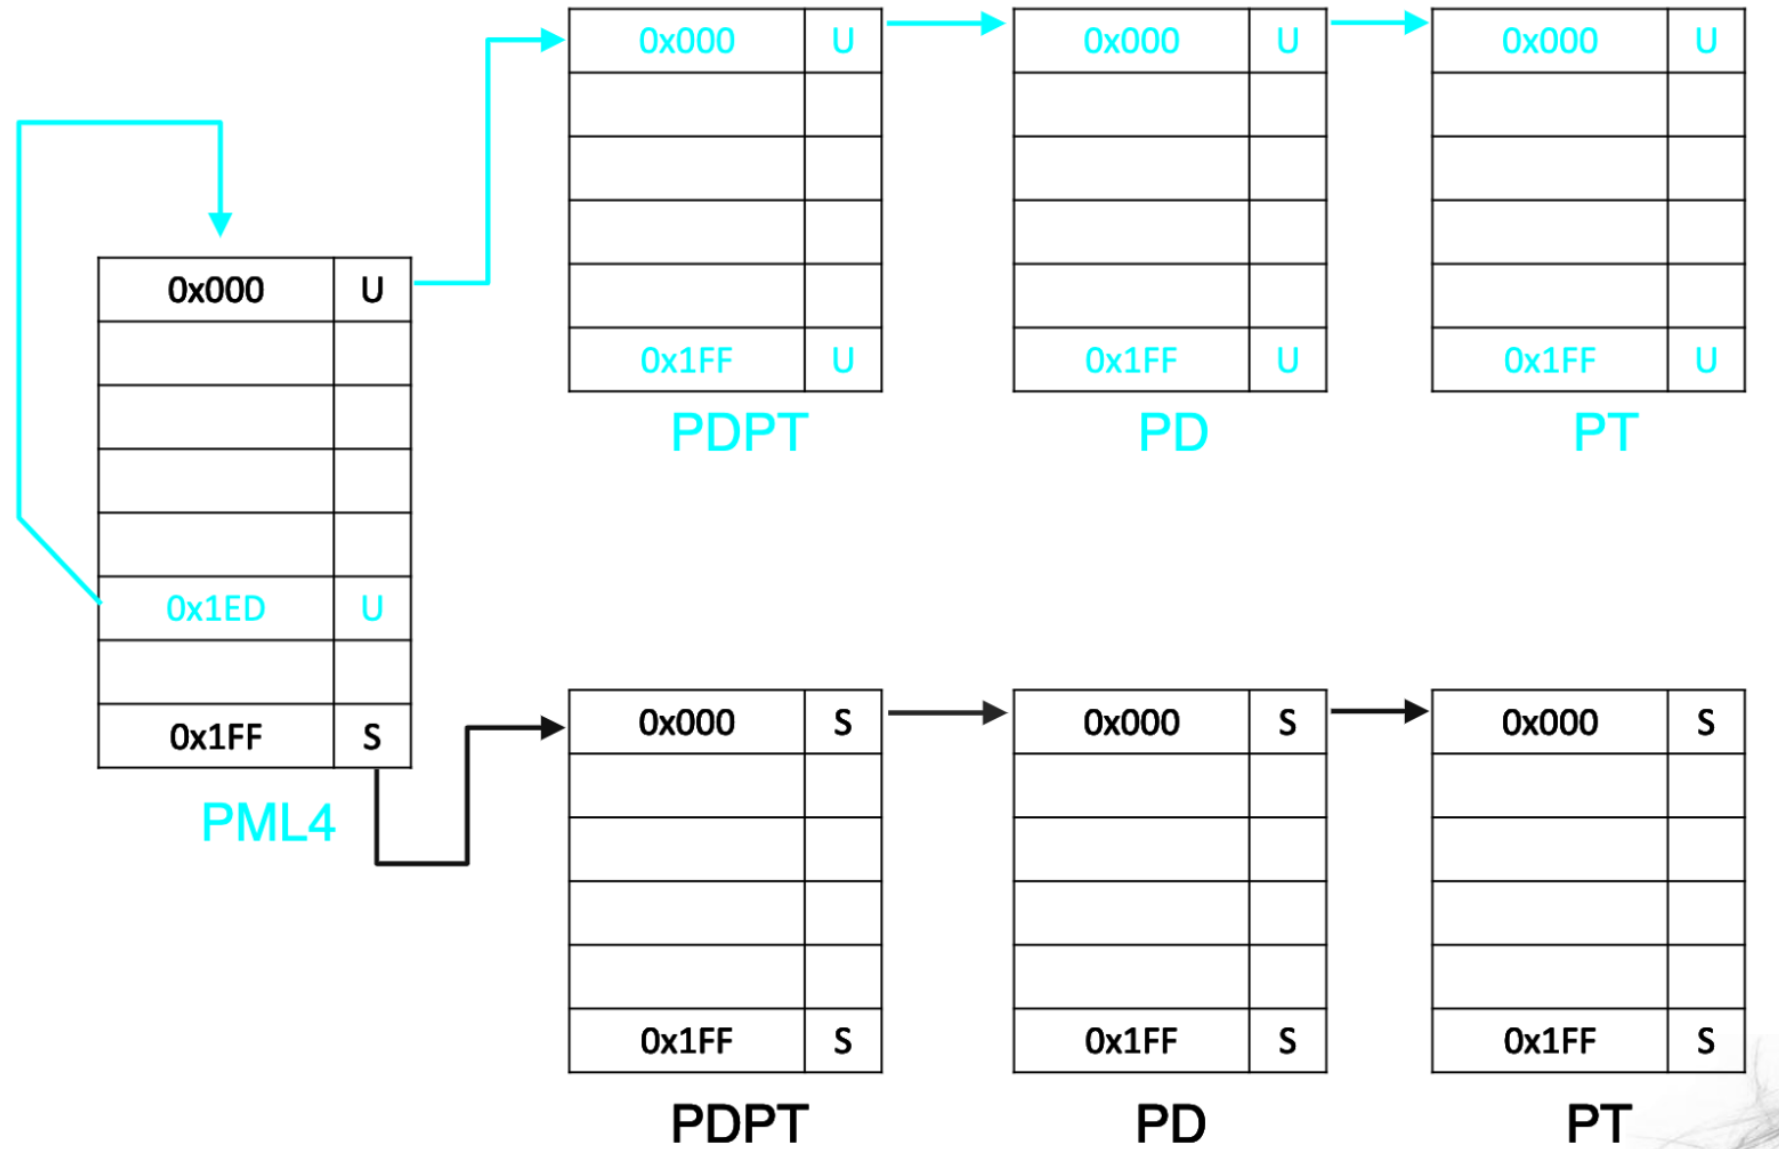 0x000 U 0x000 U 0x000 U
0x000 U
0x1FF U 0x1FF U 0x1FF U
PDPT PD PT
0x1ED U
0x1FF S 0x000 S 0x000 S 0x000 S
PML4
0x1FF S 0x1FF S 0x1FF S
PDPT PD PT